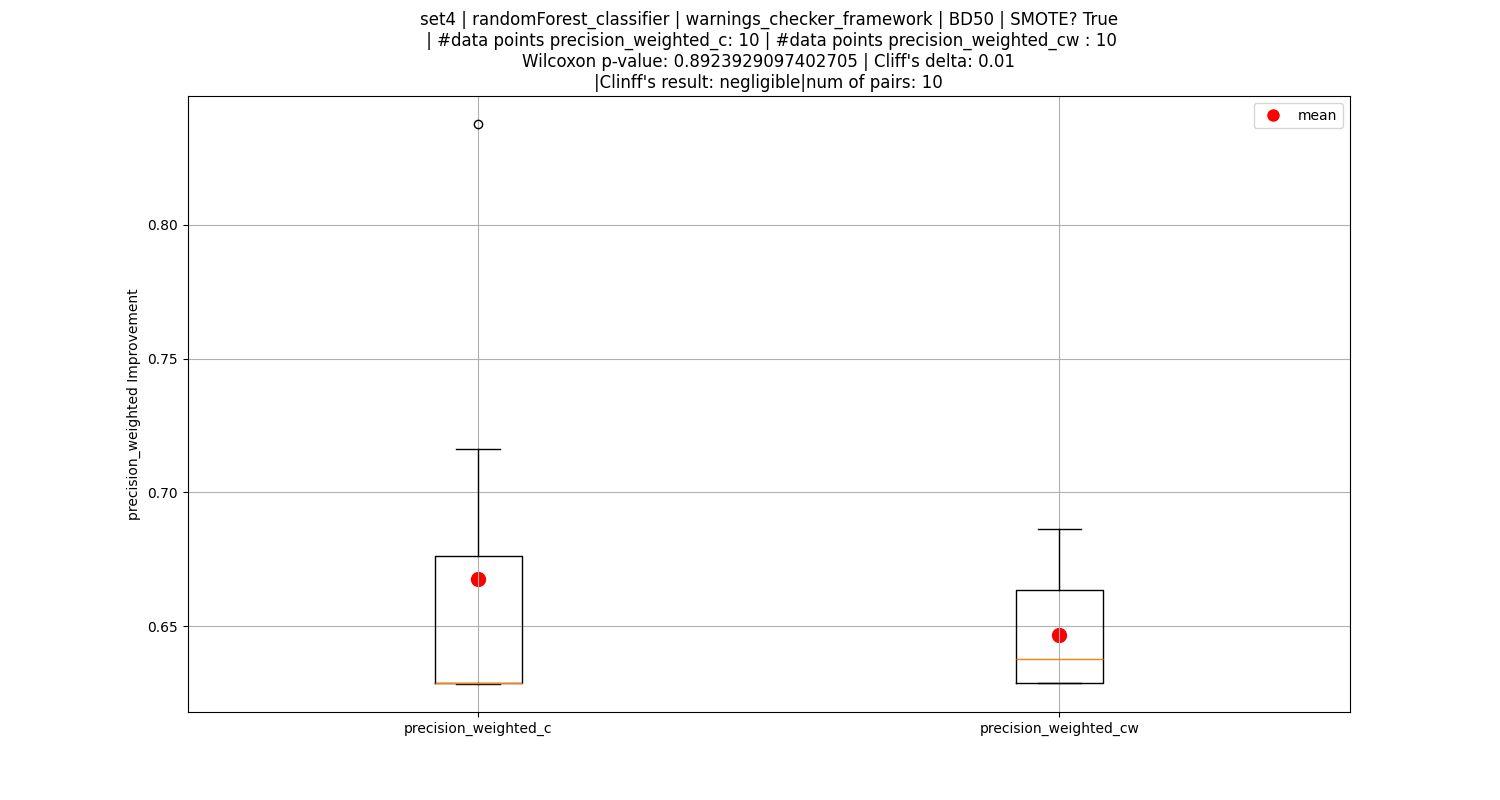 set4 | randomForest_classifier | warnings_checker_framework | BD50 | SMOTE? True
| #data points precision_weighted_c: 10 | #data points precision_weighted_cw : 10
Wilcoxon p-value: 0.8923929097402705 | Cliff's delta: 0.01
|Clinff's result: negligible|num of pairs: 10
mean
0.80
0.75
0.70
0.65
precision_weighted Improvement
precision_weighted_c
precision_weighted_cw